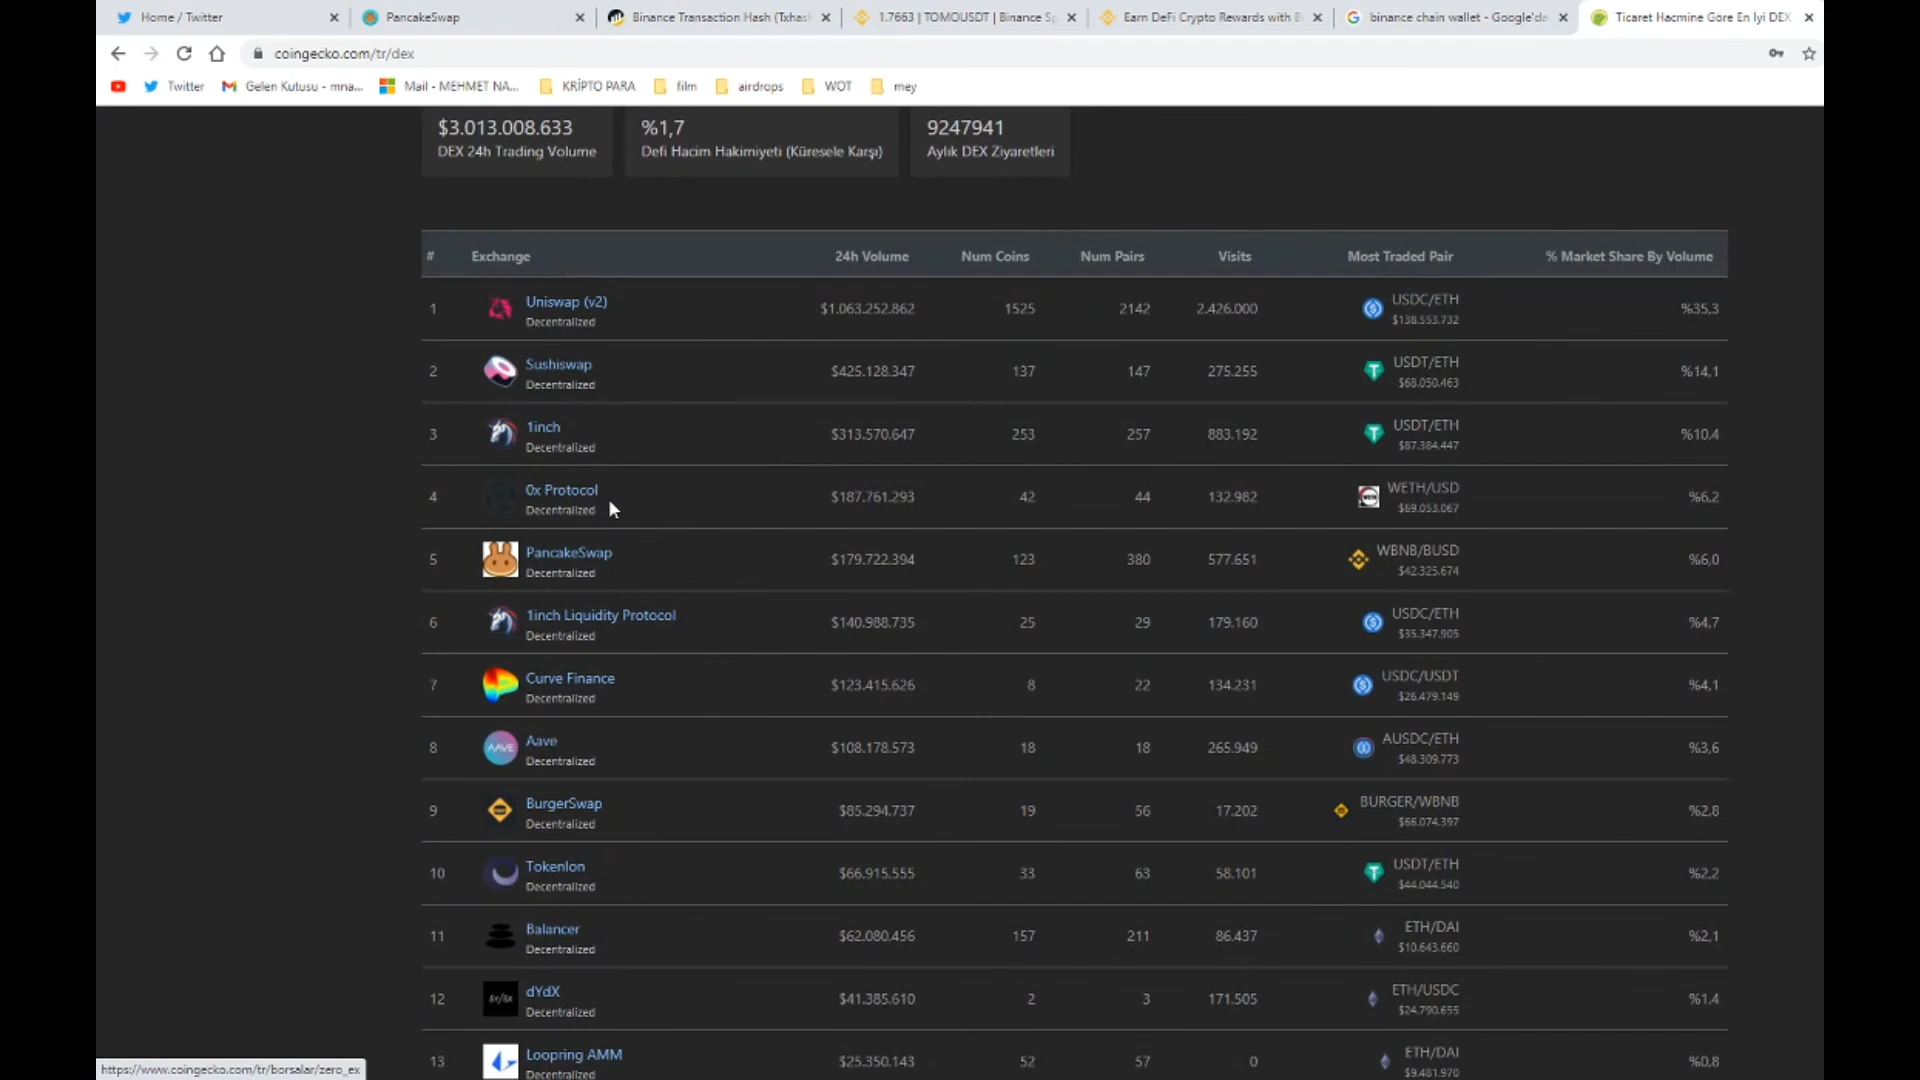 Home / Twitter
PancakeSwap
Binance Transaction Hash (Txhas
1.7663 | TOMOUSDT | Binance Sp
Earn DeFi Crypto Rewards with B
binance chain wallet - Google'da
Ticaret Hacmine Göre En İyi DEX
coingecko.com/tr/dex
Twitter
Gelen Kutusu - mna...
Mail - MEHMET NA...
KRİPTO PARA
film
airdrops
WOT
mey
$3.013.008.633
DEX 24h Trading Volume
%1,7
Defi Hacim Hakimiyeti (Küresele Karşı)
9247941
Aylık DEX Ziyaretleri
# Exchange 24h Volume Num Coins Num Pairs Visits Most Traded Pair % Market Share By Volume
1 Uniswap (v2) $1.063.252.862 1525 2142 2.426.000 USDC/ETH %35,3
Decentralized $138.553.732
2 Sushiswap $425.128.347 137 147 275.255 USDT/ETH %14,1
Decentralized $68.050.463
3 1inch $313.570.647 253 257 883.192 USDT/ETH %10,4
Decentralized $87.384.447
4 0x Protocol $187.761.293 42 44 132.982 WETH/USD %6,2
Decentralized $69.053.067
5 PancakeSwap $179.722.394 123 380 577.651 WBNB/BUSD %6,0
Decentralized $42.325.674
6 1inch Liquidity Protocol $140.988.735 25 29 179.160 USDC/ETH %4,7
Decentralized $35.347.905
7 Curve Finance $123.415.626 8 22 134.231 USDC/USDT %4,1
Decentralized $26.479.149
8 AAVE Aave $108.178.573 18 18 265.949 AUSDC/ETH %3,6
Decentralized $48.309.773
9 BurgerSwap $85.294.737 19 56 17.202 BURGER/WBNB %2,8
Decentralized $66.074.397
10 Tokenlon $66.915.555 33 63 58.101 USDT/ETH %2,2
Decentralized $44.044.540
11 Balancer $62.080.456 157 211 86.437 ETH/DAI %2,1
Decentralized $10.643.660
12 dYdX $41.385.610 2 3 171.505 ETH/USDC %1,4
Decentralized $24.790.655
13 Loopring AMM $25.350.143 52 57 0 ETH/DAI %0,8
Decentralized $9.481.970
https://www.coingecko.com/tr/borsalar/zero_ex